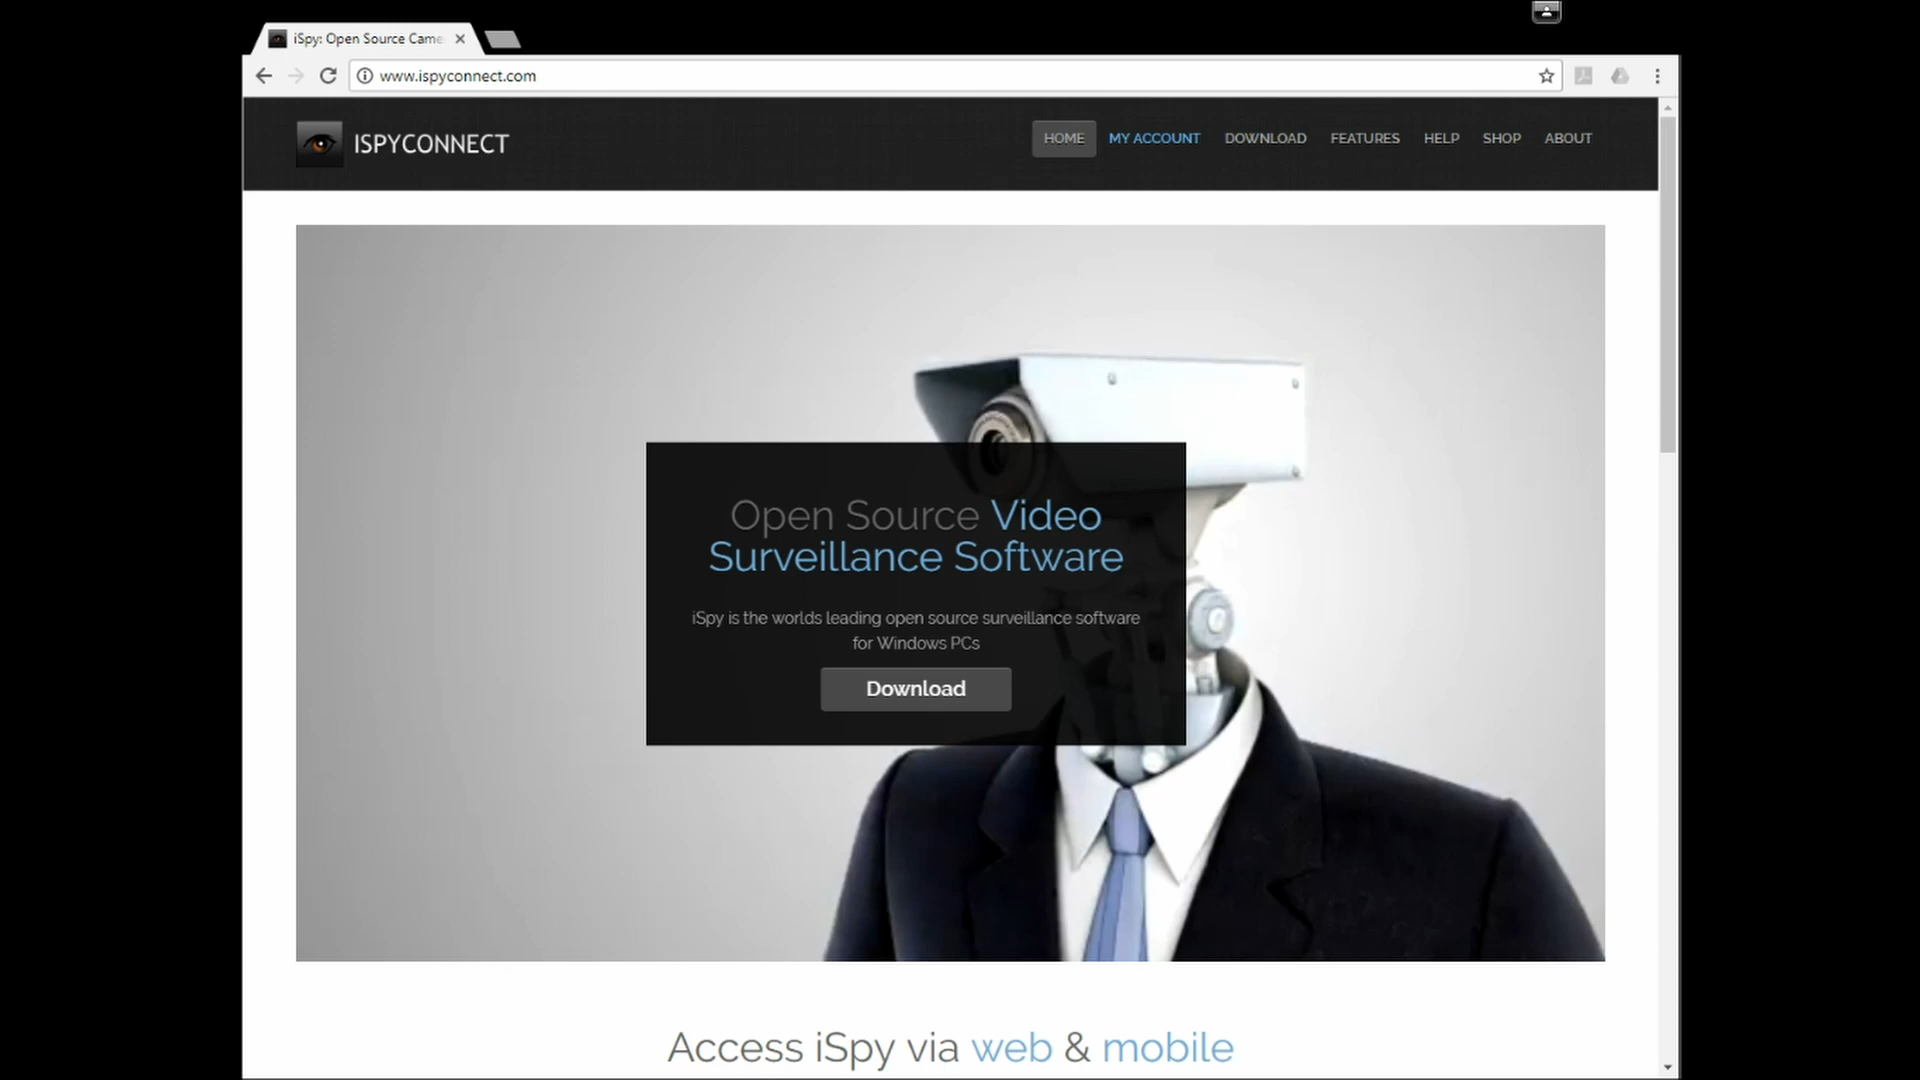 iSpy: Open Source Came
www.ispyconnect.com
ISPYCONNECT
HOME MY ACCOUNT DOWNLOAD FEATURES HELP SHOP ABOUT
Open Source Video
Surveillance Software
iSpy is the worlds leading open source surveillance software
for Windows PCs
Download
Access iSpy via web & mobile